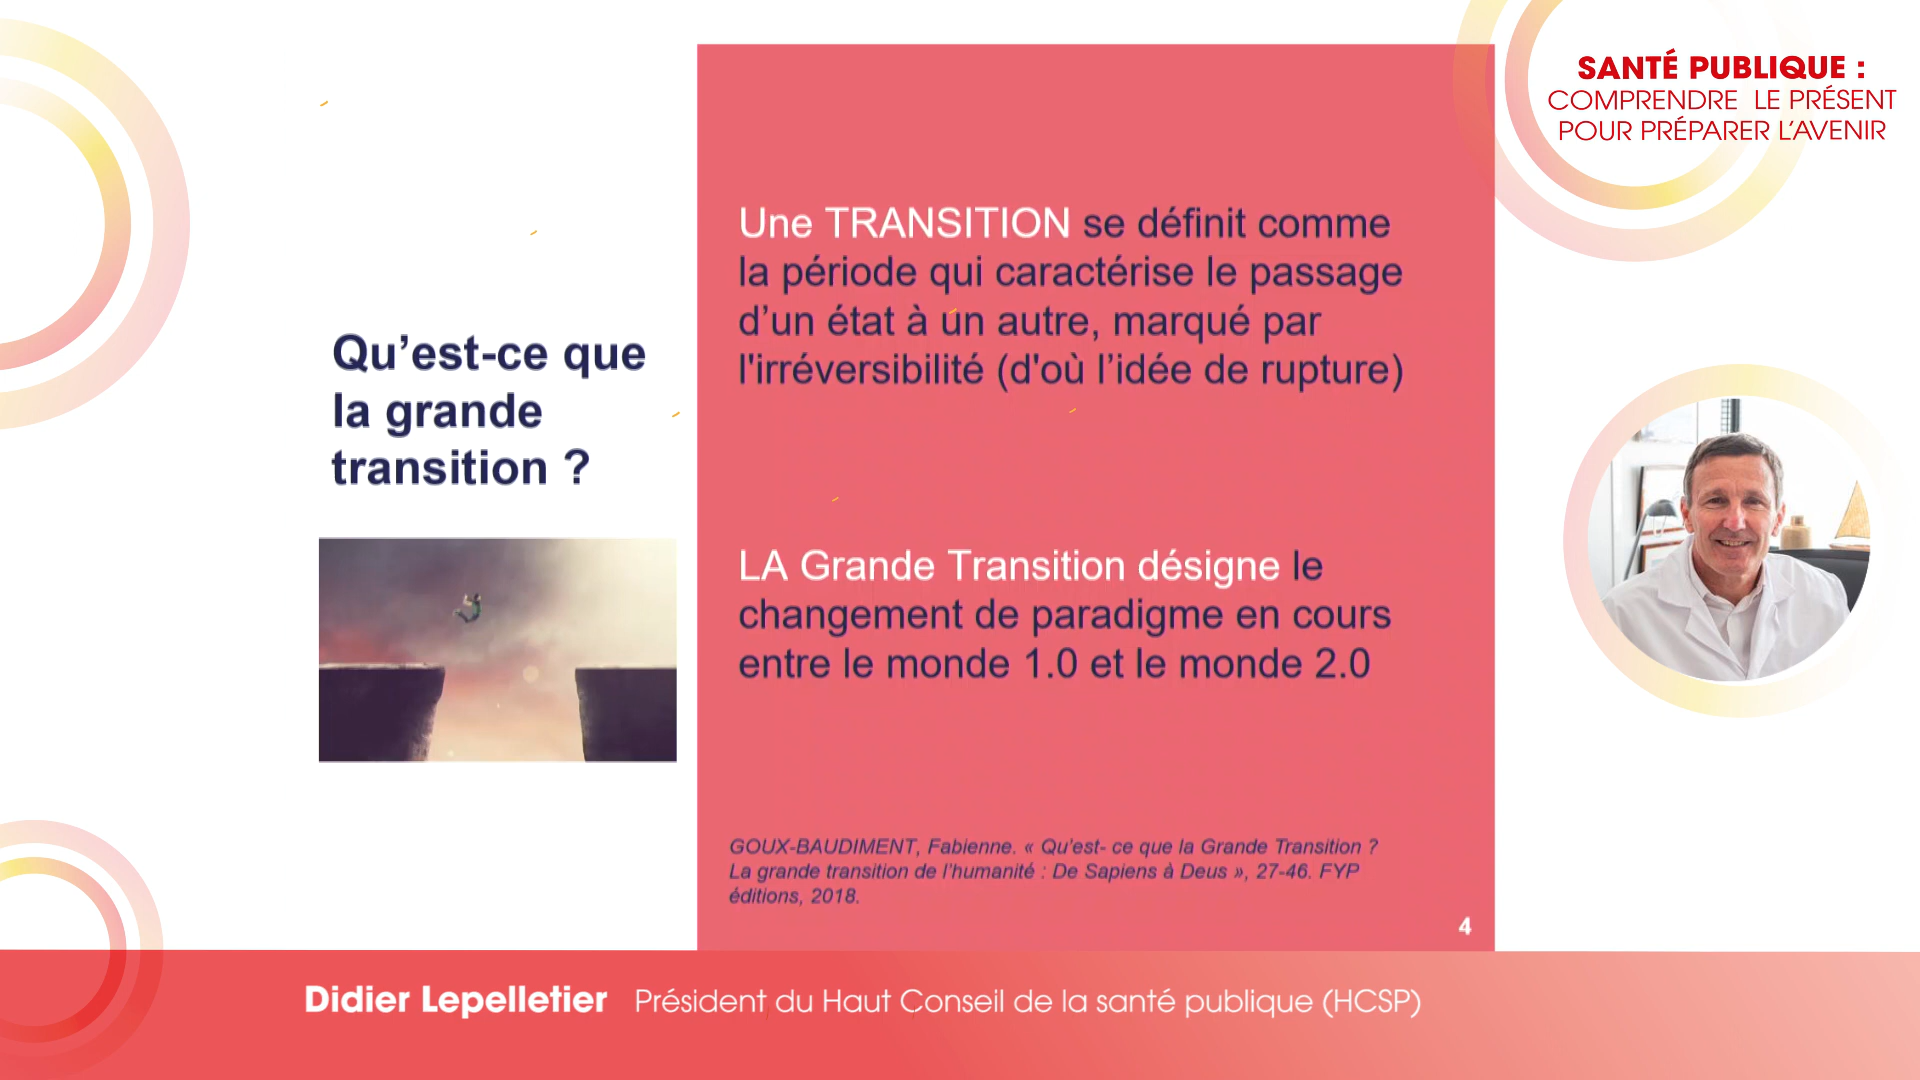 SANTÉ PUBLIQUE :
COMPRENDRE LE PRÉSENT
POUR PRÉPARER L'AVENIR
Qu’est-ce que
la grande
transition ?
Une TRANSITION se définit comme
la période qui caractérise le passage
d’un état à un autre, marqué par
l'irréversibilité (d'où l’idée de rupture)
LA Grande Transition désigne le
changement de paradigme en cours
entre le monde 1.0 et le monde 2.0
GOUX-BAUDIMENT, Fabienne. « Qu’est- ce que la Grande Transition ?
La grande transition de l’humanité : De Sapiens à Deus », 27-46. FYP
éditions, 2018.
4
Didier Lepelletier Président du Haut Conseil de la santé publique (HCSP)